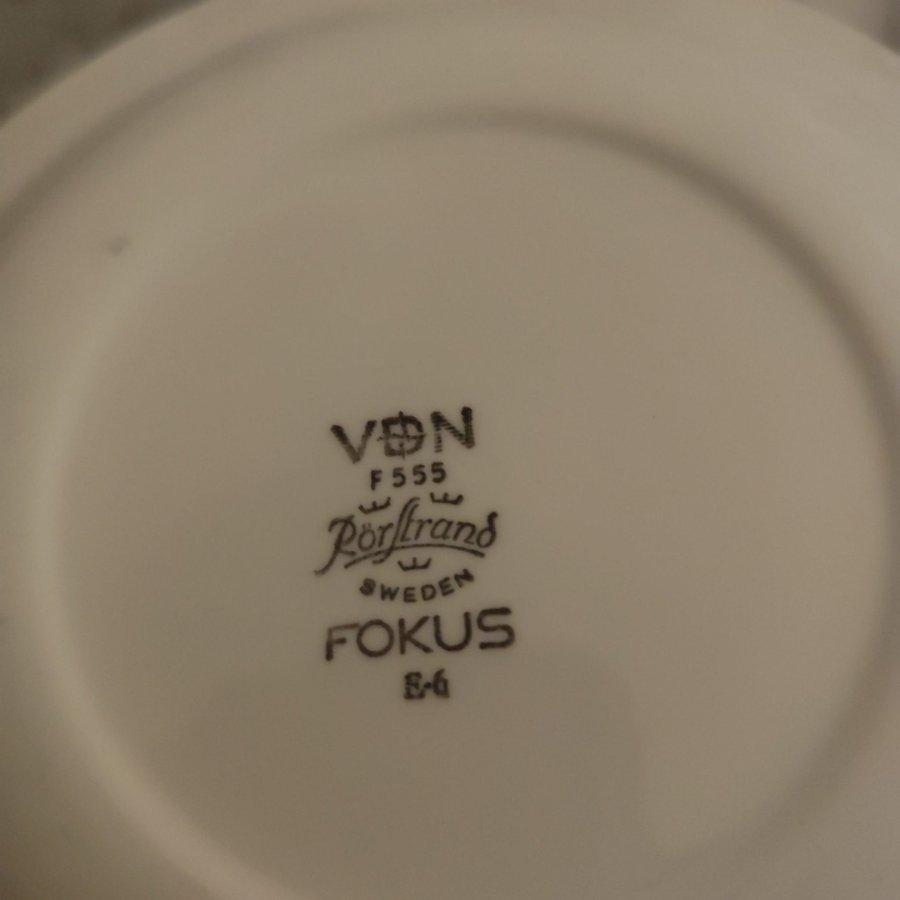 VDN
F555
Rörstrand
SWEDEN
FOKUS
E-6